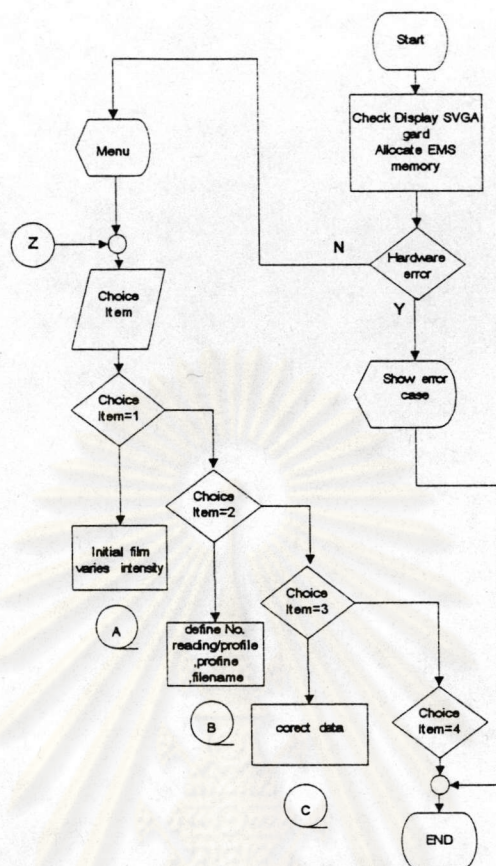 Start
Check Display SVGA
gard
Allocate EMS
memory
Hardware
error
N
Y
Show error
case
Menu
Z
Choice
Item
Choice
Item=1
Initial film
varies intensity
A
Choice
Item=2
define No.
reading/profile
,profine
,filename
B
Choice
Item=3
corect data
C
Choice
Item=4
END